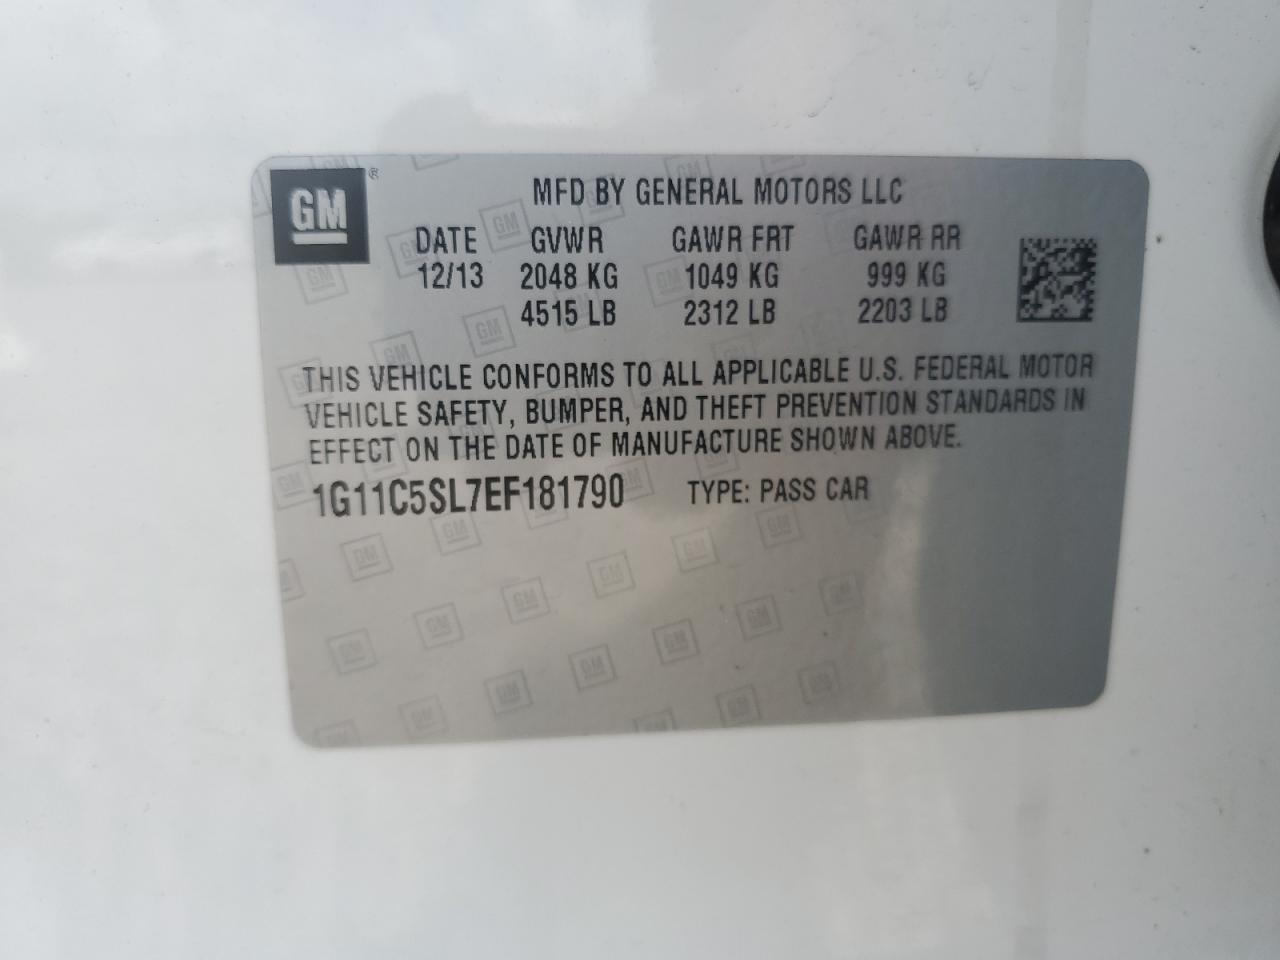 GM ®
MFD BY GENERAL MOTORS LLC
DATE GVWR GAWR FRT GAWR RR
12/13 2048 KG 1049 KG 999 KG
4515 LB 2312 LB 2203 LB
THIS VEHICLE CONFORMS TO ALL APPLICABLE U.S. FEDERAL MOTOR
VEHICLE SAFETY, BUMPER, AND THEFT PREVENTION STANDARDS IN
EFFECT ON THE DATE OF MANUFACTURE SHOWN ABOVE.
1G11C5SL7EF181790 TYPE: PASS CAR